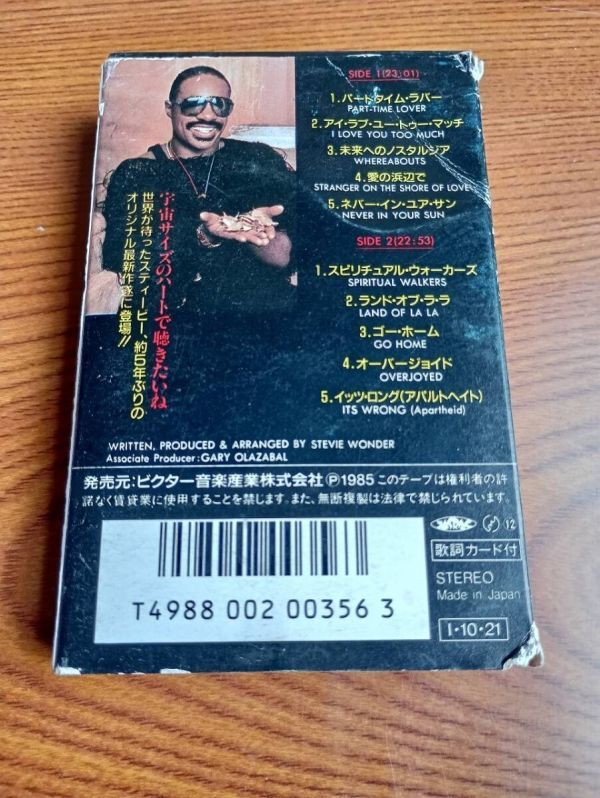 SIDE 1(23:01)
1.パートタイム・ラバー
PART-TIME LOVER
2.アイ・ラブ・ユー・トゥー・マッチ
I LOVE YOU TOO MUCH
3.未来へのノスタルジア
WHEREABOUTS
4.愛の浜辺で
STRANGER ON THE SHORE OF LOVE
5.ネバー・イン・ユア・サン
NEVER IN YOUR SUN
SIDE 2(22:53)
1.スピリチュアル・ウォーカーズ
SPIRITUAL WALKERS
2.ランド・オブ・ラ・ラ
LAND OF LA LA
3.ゴー・ホーム
GO HOME
4.オーバージョイド
OVERJOYED
5.イッツ・ロング(アパルトヘイト)
ITS WRONG (Apartheid)
宇宙サイズのハートで聴きたいね
世界が待ったスティービー、約5年ぶりの
オリジナル最新作遂に登場!!
WRITTEN, PRODUCED & ARRANGED BY STEVIE WONDER
Associate Producer:GARY OLAZABAL
発売元:ビクター音楽産業株式会社Ⓟ1985このテープは権利者の許
諾なく賃貸業に使用することを禁じます.また、無断複製は法律で禁じられています.
12
歌詞カード付
STEREO
Made in Japan
I・10・21
T4988 002 00356 3